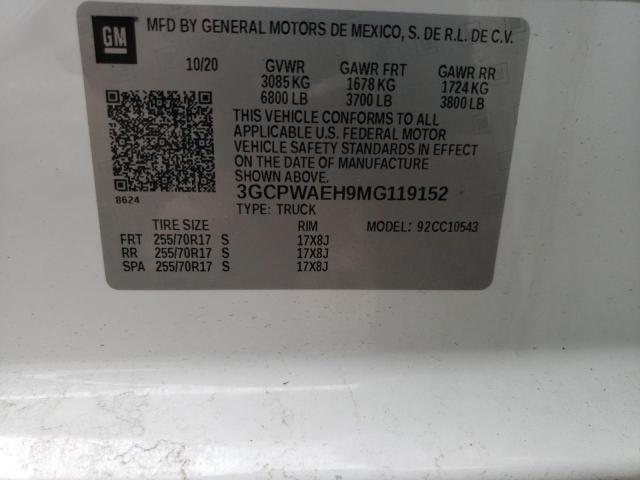 GM MFD BY GENERAL MOTORS DE MEXICO, S. DE R.L. DE C.V.
10/20 GVWR GAWR FRT GAWR RR
3085 KG 1678 KG 1724 KG
6800 LB 3700 LB 3800 LB
THIS VEHICLE CONFORMS TO ALL
APPLICABLE U.S. FEDERAL MOTOR
VEHICLE SAFETY STANDARDS IN EFFECT
ON THE DATE OF MANUFACTURE
SHOWN ABOVE.
8624 3GCPWAEH9MG119152
TYPE: TRUCK
TIRE SIZE RIM MODEL: 92CC10543
FRT 255/70R17 S 17X8J
RR 255/70R17 S 17X8J
SPA 255/70R17 S 17X8J